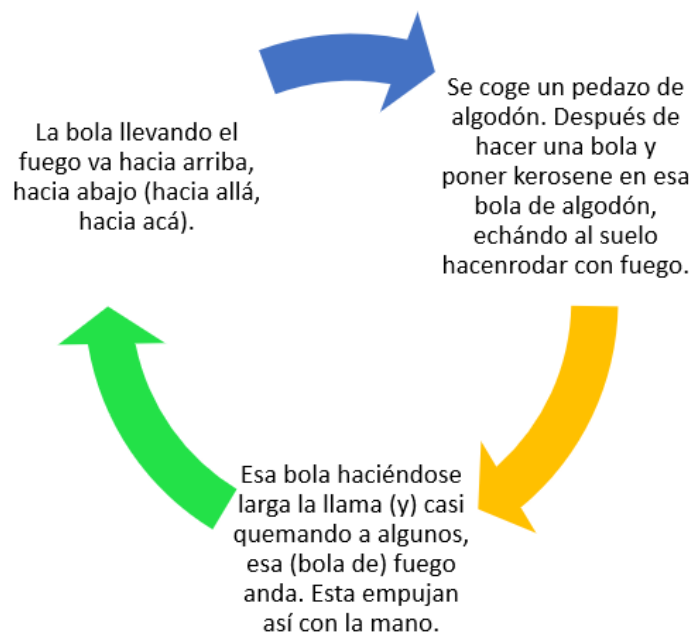 Se coge un pedazo de
algodón. Después de
hacer una bola y
poner kerosene en esa
bola de algodón,
echándo al suelo
hacenrodar con fuego.
Esa bola haciéndose
larga la llama (y) casi
quemando a algunos,
esa (bola de) fuego
anda. Esta empujan
así con la mano.
La bola llevando el
fuego va hacia arriba,
hacia abajo (hacia allá,
hacia acá).